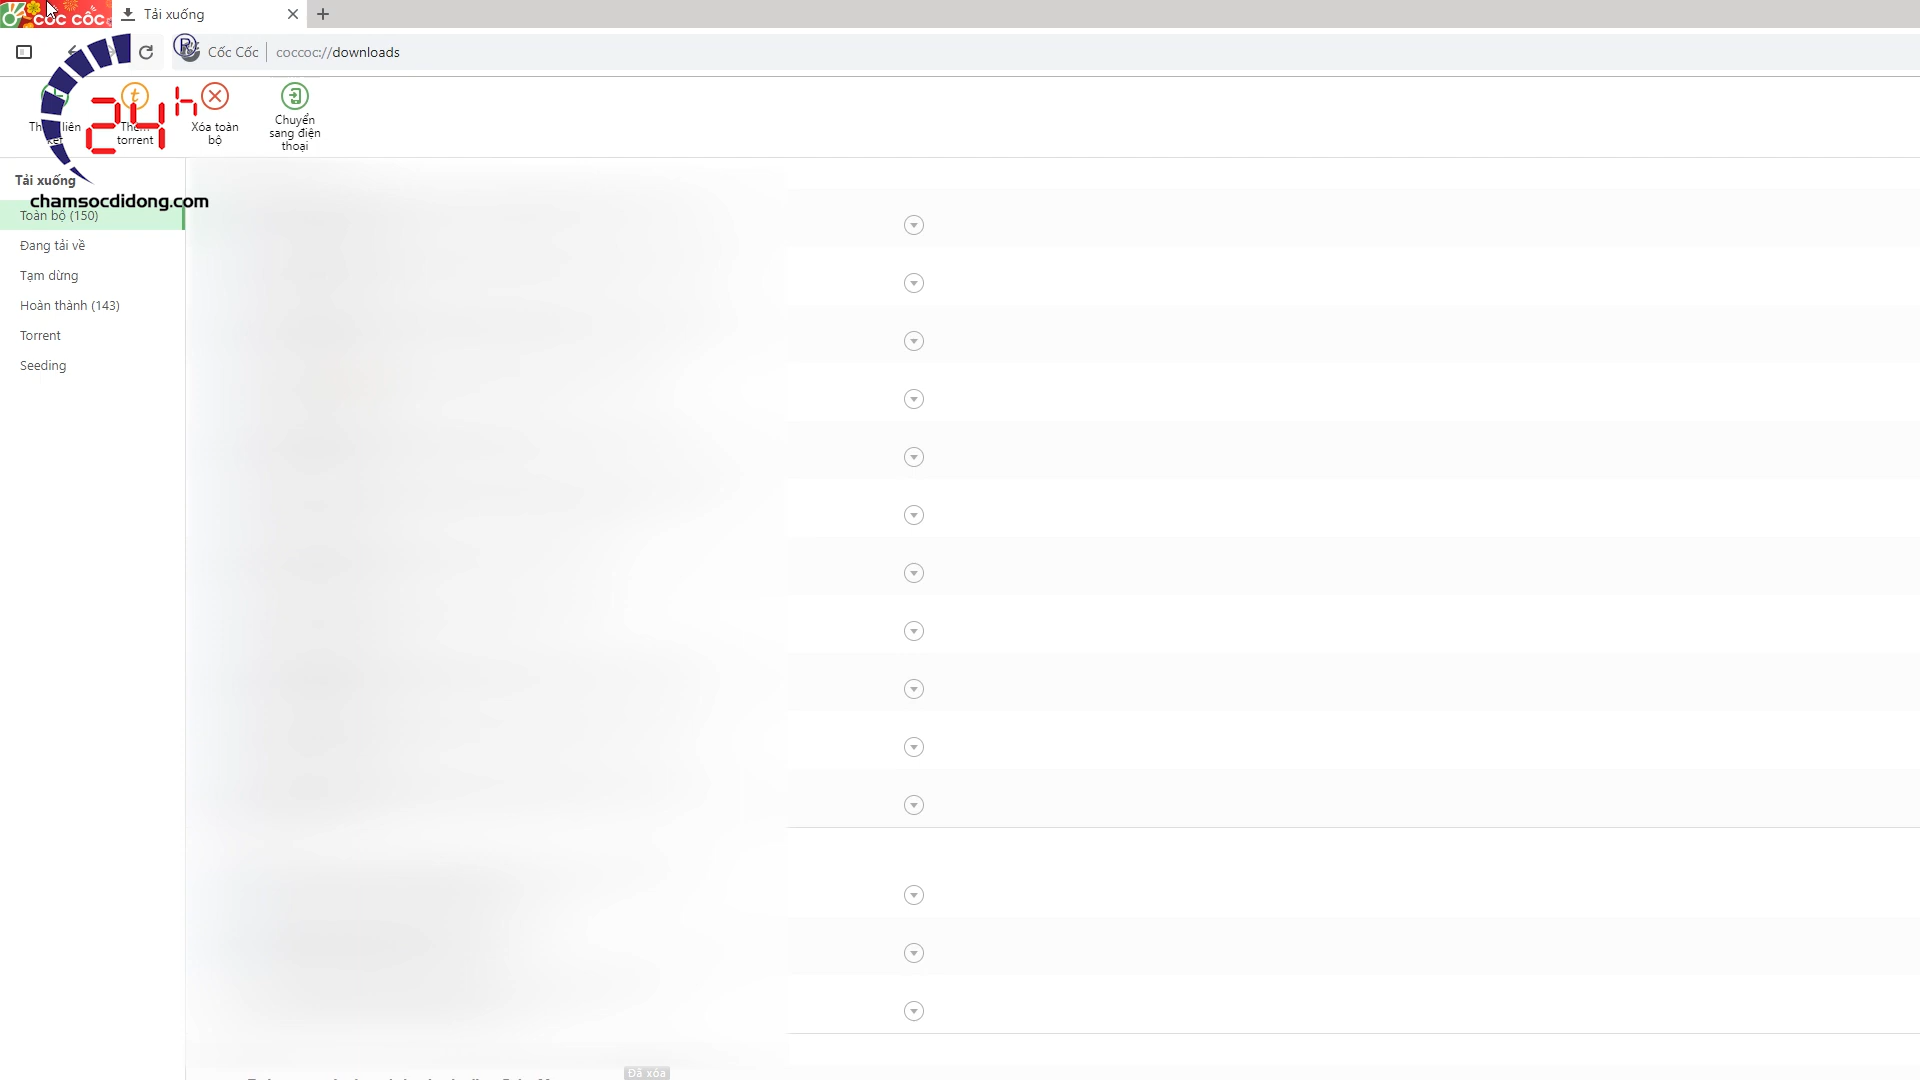 CỐC CỐC
Tải xuống
Cốc Cốc
coccoc://downloads
24h
chamsocdidong.com
torrent
Xóa toàn
bộ
Chuyển
sang điện
thoại
Tải xuống
Toàn bộ (150)
Đang tải về
Tạm dừng
Hoàn thành (143)
Torrent
Seeding
Đã xóa